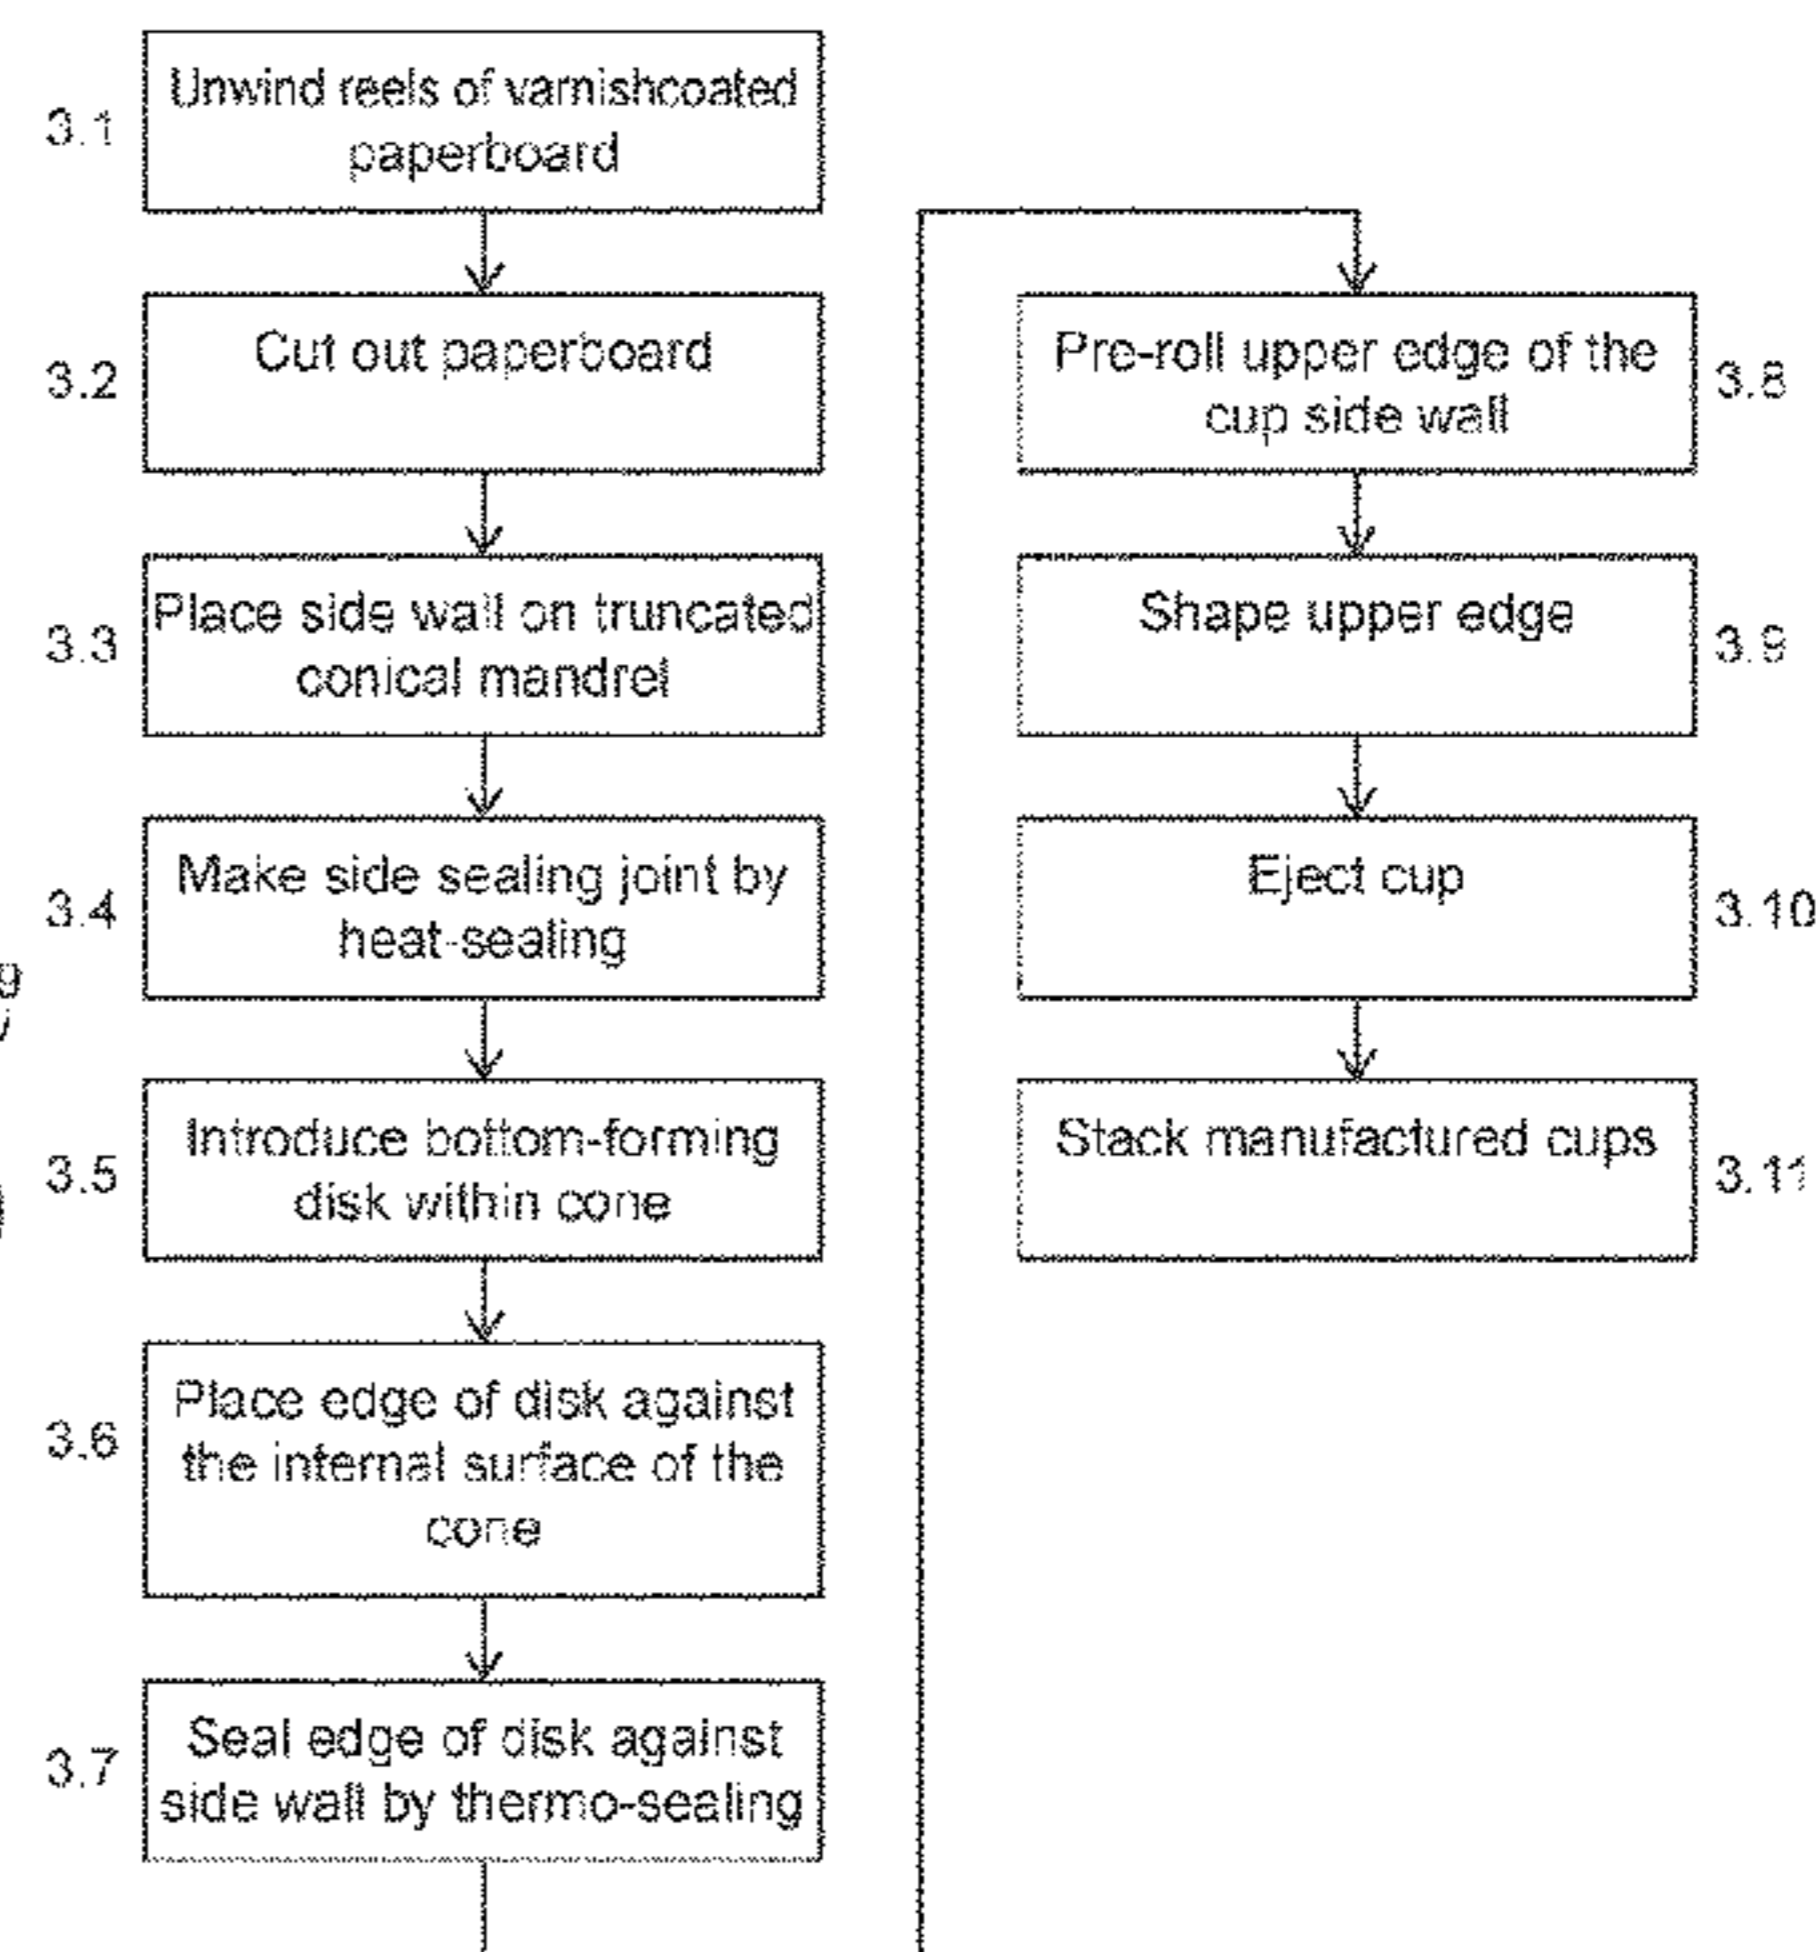 3.1
Unwind reels of varnishcoated
paperboard
3.2
Cut out paperboard
3.3
Place side wall on truncated
conical mandrel
3.4
Make side sealing joint by
heat-sealing
3.5
Introduce bottom-forming
disk within cone
3.6
Place edge of disk against
the internal surface of the
cone
3.7
Seal edge of disk against
side wall by thermo-sealing
Pre-roll upper edge of the
cup side wall
3.8
Shape upper edge
3.9
Eject cup
3.10
Stack manufactured cups
3.11